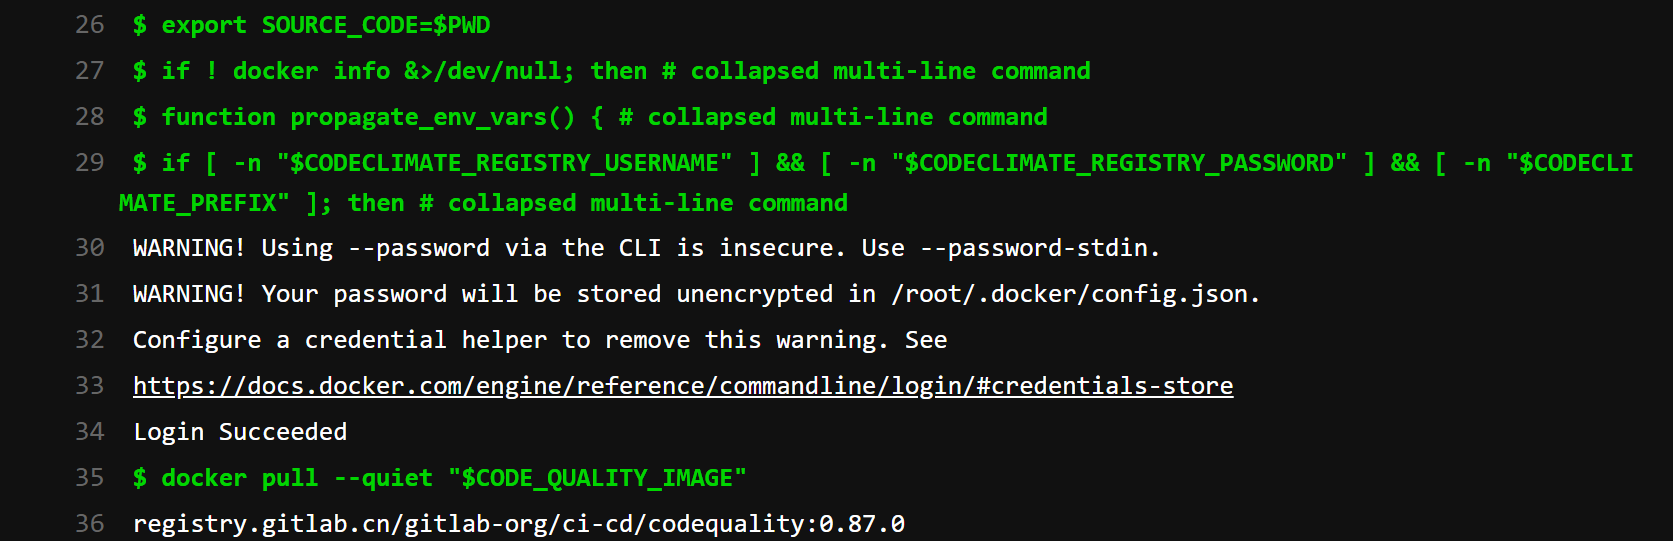 26 $ export SOURCE_CODE=$PWD
27 $ if ! docker info &>/dev/null; then # collapsed multi-line command
28 $ function propagate_env_vars() { # collapsed multi-line command
29 $ if [ -n "$CODECLIMATE_REGISTRY_USERNAME" ] && [ -n "$CODECLIMATE_REGISTRY_PASSWORD" ] && [ -n "$CODECLI
MATE_PREFIX" ]; then # collapsed multi-line command
30 WARNING! Using --password via the CLI is insecure. Use --password-stdin.
31 WARNING! Your password will be stored unencrypted in /root/.docker/config.json.
32 Configure a credential helper to remove this warning. See
33 https://docs.docker.com/engine/reference/commandline/login/#credentials-store
34 Login Succeeded
35 $ docker pull --quiet "$CODE_QUALITY_IMAGE"
36 registry.gitlab.cn/gitlab-org/ci-cd/codequality:0.87.0